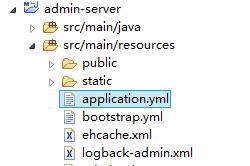 admin-server
src/main/java
src/main/resources
public
static
application.yml
bootstrap.yml
ehcache.xml
logback-admin.xml